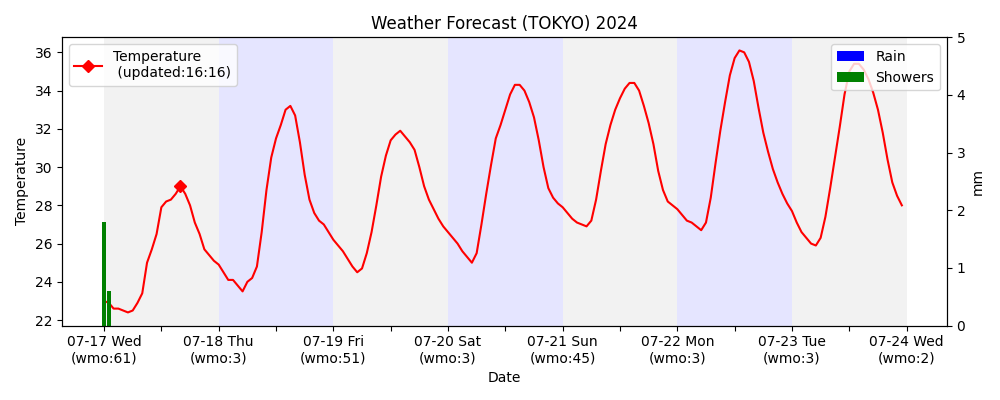 Weather Forecast (TOKYO) 2024
Temperature
(updated:16:16)
Rain
Showers
36
34
32
30
28
26
24
22
Temperature
5
4
3
2
1
0
mm
07-17 Wed
(wmo:61)
07-18 Thu
(wmo:3)
07-19 Fri
(wmo:51)
07-20 Sat
(wmo:3)
07-21 Sun
(wmo:45)
07-22 Mon
(wmo:3)
07-23 Tue
(wmo:3)
07-24 Wed
(wmo:2)
Date